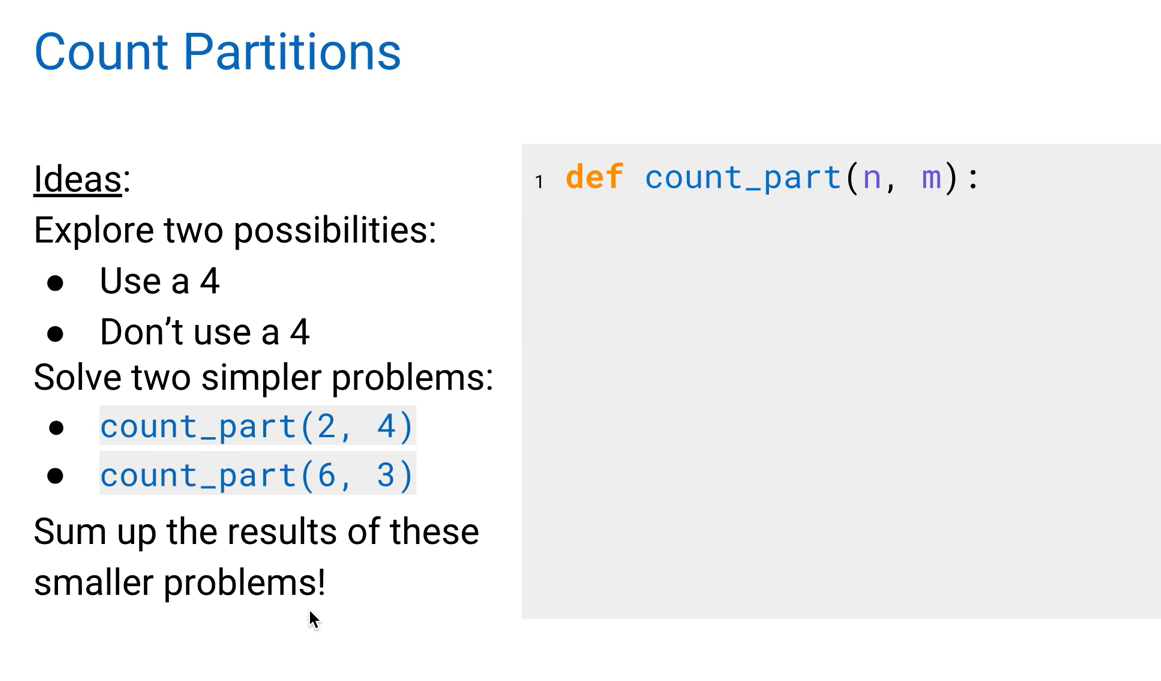 Count Partitions
Ideas:
Explore two possibilities:
● Use a 4
● Don’t use a 4
Solve two simpler problems:
● count_part(2, 4)
● count_part(6, 3)
Sum up the results of these
smaller problems!
1 def count_part(n, m):